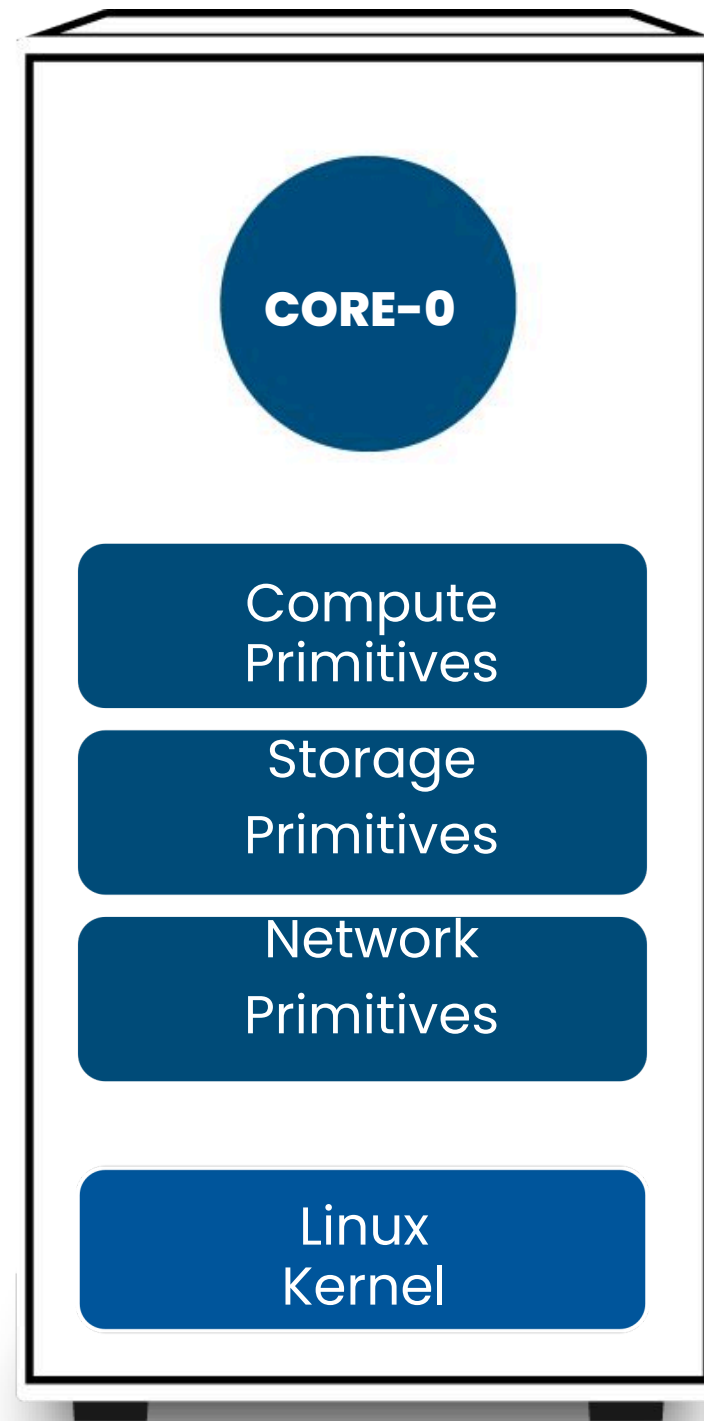 CORE-0
Compute
Primitives
Storage
Primitives
Network
Primitives
Linux
Kernel